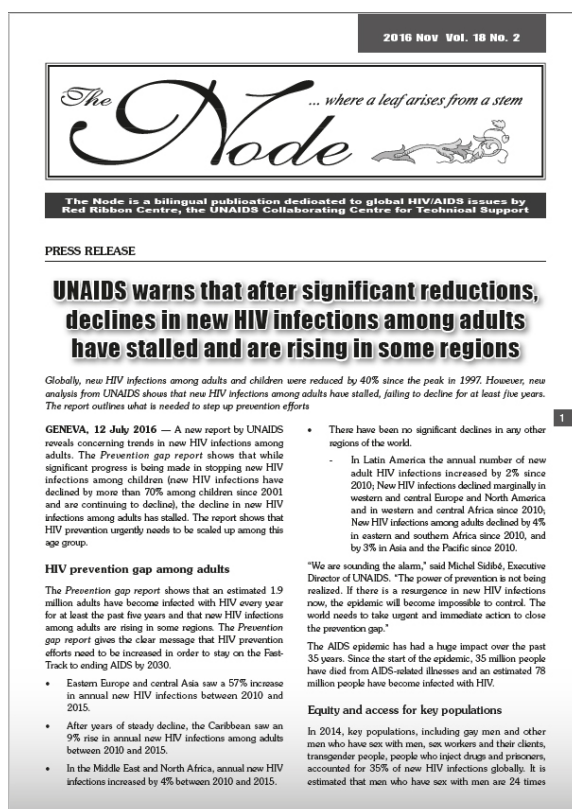 2016 Nov Vol. 18 No. 2
The Node
... where a leaf arises from a stem
The Node is a bilingual publication dedicated to global HIV/AIDS issues by
Red Ribbon Centre, the UNAIDS Collaborating Centre for Technical Support
PRESS RELEASE
UNAIDS warns that after significant reductions,
declines in new HIV infections among adults
have stalled and are rising in some regions
Globally, new HIV infections among adults and children were reduced by 40% since the peak in 1997. However, new
analysis from UNAIDS shows that new HIV infections among adults have stalled, failing to decline for at least five years.
The report outlines what is needed to step up prevention efforts
GENEVA, 12 July 2016 — A new report by UNAIDS
reveals concerning trends in new HIV infections among
adults. The Prevention gap report shows that while
significant progress is being made in stopping new HIV
infections among children (new HIV infections have
declined by more than 70% among children since 2001
and are continuing to decline), the decline in new HIV
infections among adults has stalled. The report shows that
HIV prevention urgently needs to be scaled up among this
age group.
HIV prevention gap among adults
The Prevention gap report shows that an estimated 1.9
million adults have become infected with HIV every year
for at least the past five years and that new HIV infections
among adults are rising in some regions. The Prevention
gap report gives the clear message that HIV prevention
efforts need to be increased in order to stay on the Fast-
Track to ending AIDS by 2030.
• Eastern Europe and central Asia saw a 57% increase
in annual new HIV infections between 2010 and
2015.
• After years of steady decline, the Caribbean saw an
9% rise in annual new HIV infections among adults
between 2010 and 2015.
• In the Middle East and North Africa, annual new HIV
infections increased by 4% between 2010 and 2015.
• There have been no significant declines in any other
regions of the world.
- In Latin America the annual number of new
adult HIV infections increased by 2% since
2010; New HIV infections declined marginally in
western and central Europe and North America
and in western and central Africa since 2010;
New HIV infections among adults declined by 4%
in eastern and southern Africa since 2010, and
by 3% in Asia and the Pacific since 2010.
"We are sounding the alarm," said Michel Sidibé, Executive
Director of UNAIDS. "The power of prevention is not being
realized. If there is a resurgence in new HIV infections
now, the epidemic will become impossible to control. The
world needs to take urgent and immediate action to close
the prevention gap."
The AIDS epidemic has had a huge impact over the past
35 years. Since the start of the epidemic, 35 million people
have died from AIDS-related illnesses and an estimated 78
million people have become infected with HIV.
Equity and access for key populations
In 2014, key populations, including gay men and other
men who have sex with men, sex workers and their clients,
transgender people, people who inject drugs and prisoners,
accounted for 35% of new HIV infections globally. It is
estimated that men who have sex with men are 24 times
1